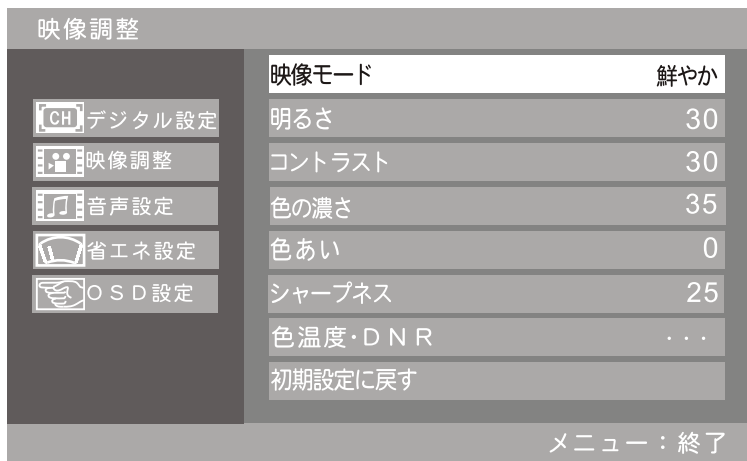 映像調整
CH デジタル設定
映像調整
音声設定
省エネ設定
OSD設定
映像モード 鮮やか
明るさ 30
コントラスト 30
色の濃さ 35
色あい 0
シャープネス 25
色温度・DNR ・・・
初期設定に戻す
メニュー：終了